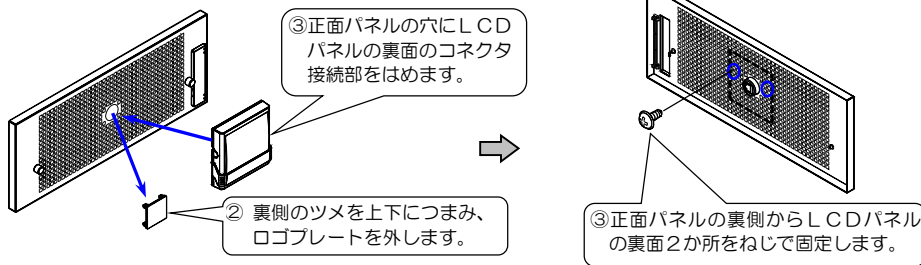 ③正面パネルの穴にＬＣＤ
パネルの裏面のコネクタ
接続部をはめます。
② 裏側のツメを上下につまみ、
ロゴプレートを外します。
③正面パネルの裏側からＬＣＤパネル
の裏面２か所をねじで固定します。